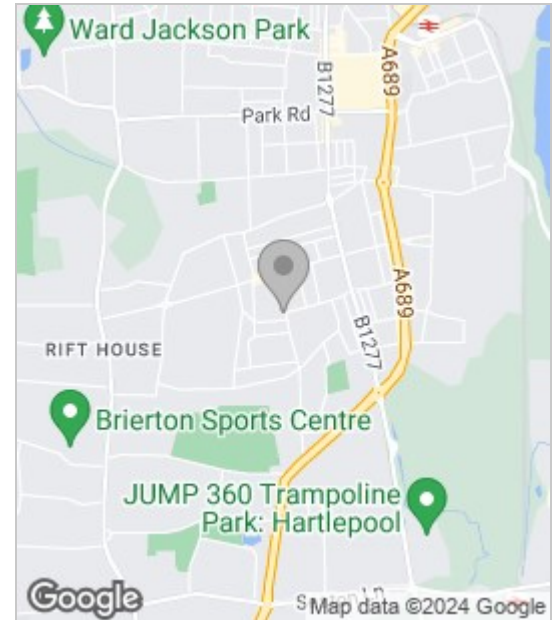 Ward Jackson Park
B1277
A689
Park Rd
A689
B1277
RIFT HOUSE
Brierton Sports Centre
JUMP 360 Trampoline
Park: Hartlepool
Google
Map data ©2024 Google